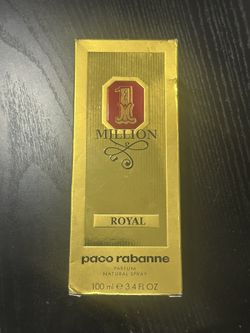 1
MILLION
ROYAL
paco rabanne
PARFUM
NATURAL SPRAY
100 ml ℮ 3.4 FL OZ